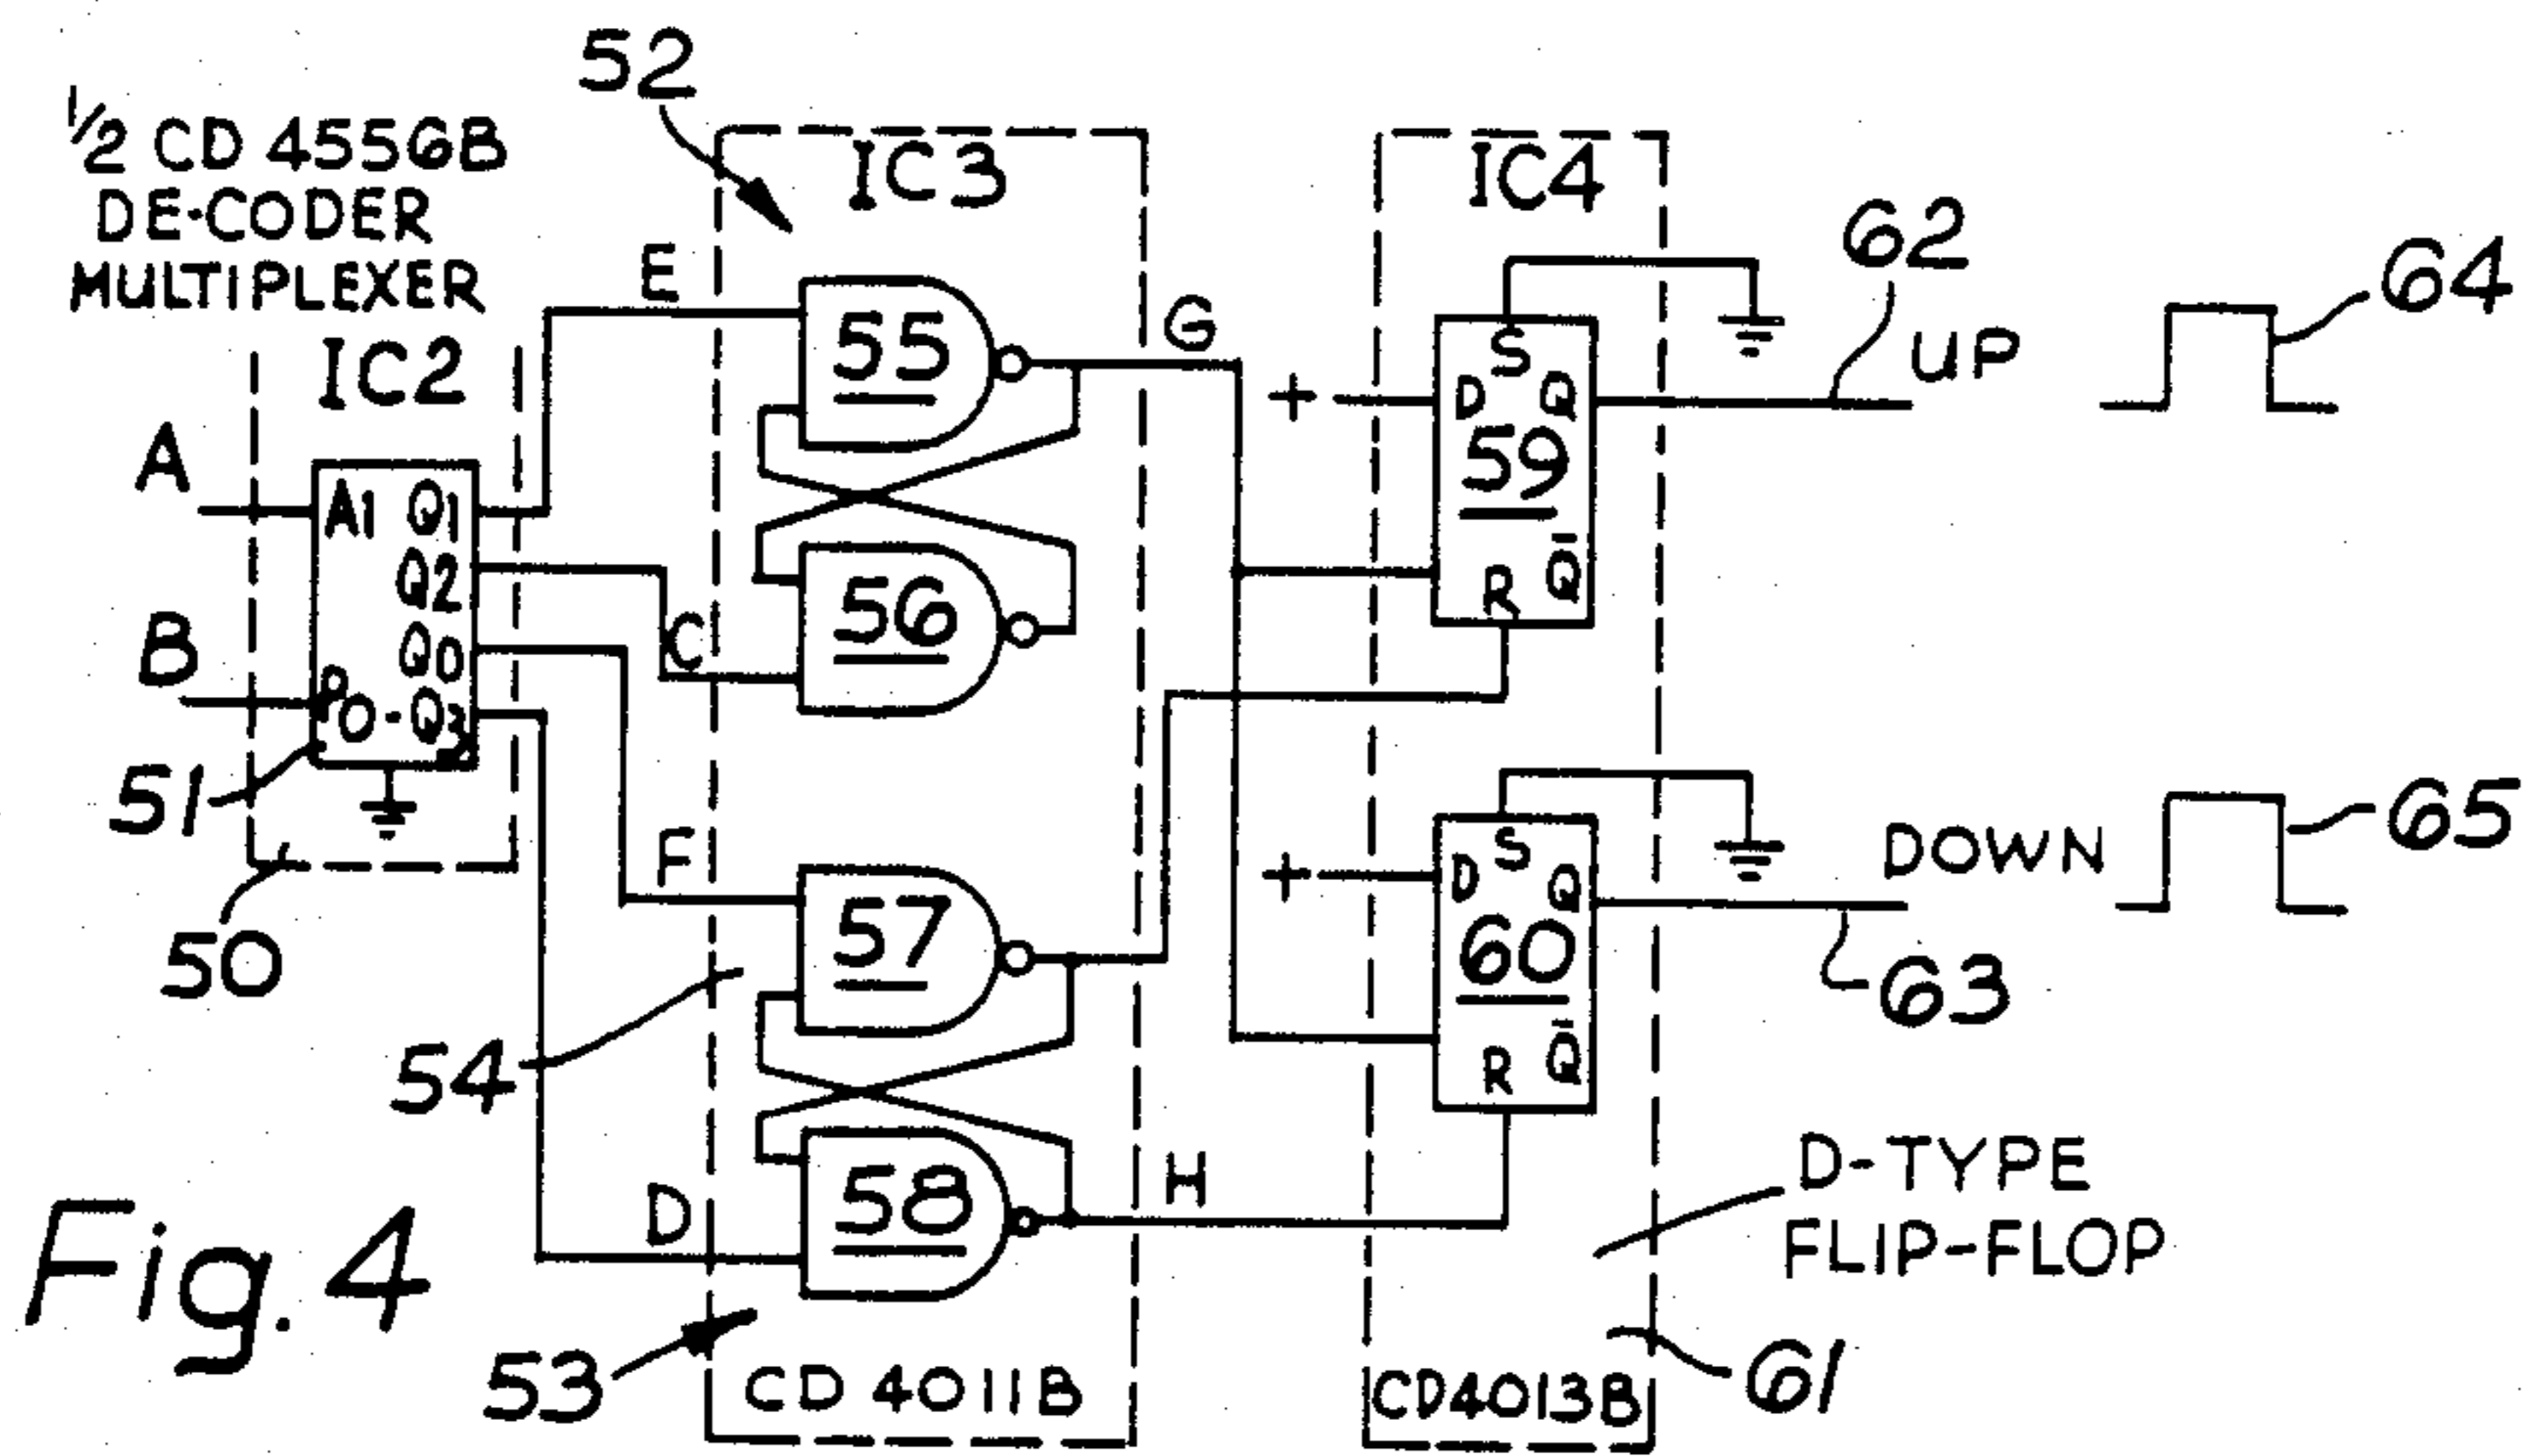 52
½ CD 4556B
DE-CODER
MULTIPLEXER
IC2
IC3
IC4
E
G
62
UP
64
A
A1 Q1
Q2
B
Q0
P0-Q3
C
51
50
F
54
D
53
H
55
56
57
58
CD 4011B
+
S
D Q
59
R Q̄
+
S
D Q
60
R Q̄
DOWN
63
65
D-TYPE
FLIP-FLOP
61
CD4013B
Fig. 4